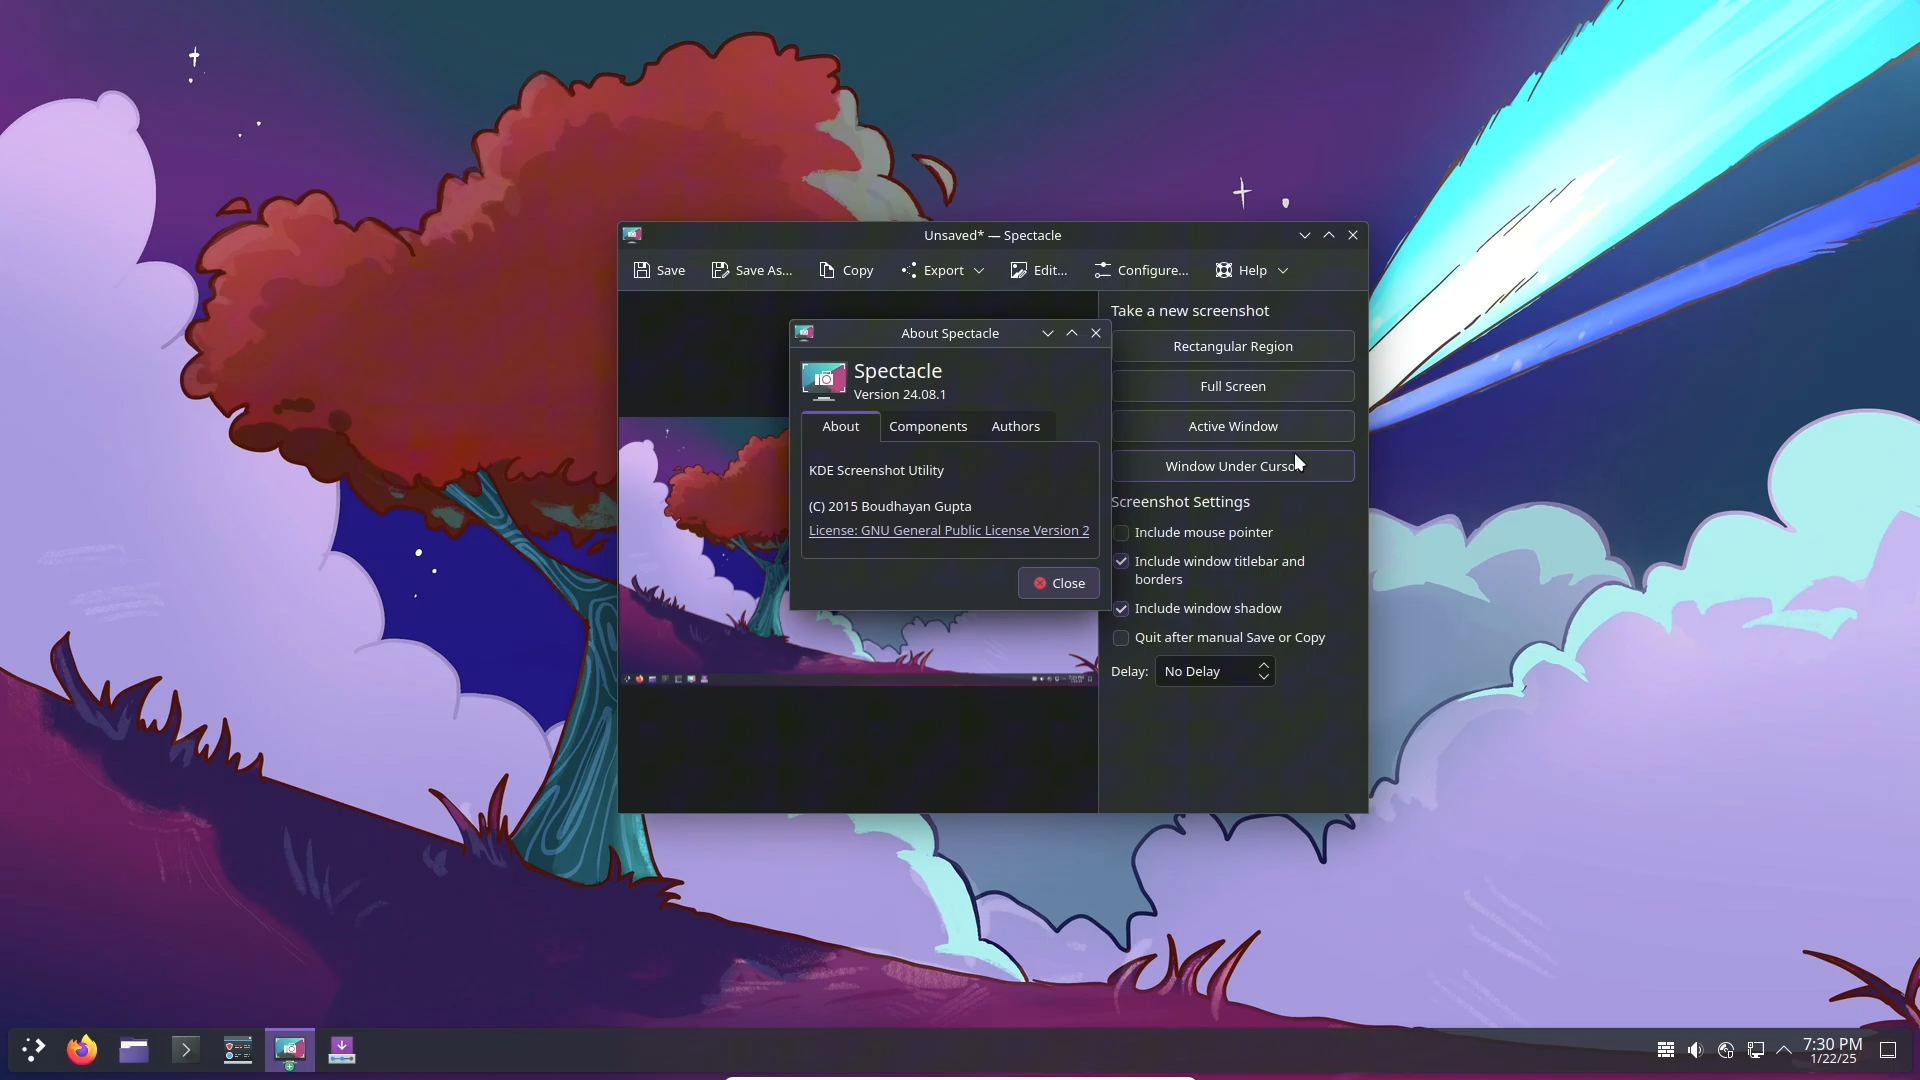 Unsaved* — Spectacle
Save
Save As...
Copy
Export
Edit...
Configure...
Help
Take a new screenshot
Rectangular Region
Full Screen
Active Window
Window Under Curso
Screenshot Settings
Include mouse pointer
Include window titlebar and
borders
Include window shadow
Quit after manual Save or Copy
Delay:
No Delay
About Spectacle
Spectacle
Version 24.08.1
About
Components
Authors
KDE Screenshot Utility
(C) 2015 Boudhayan Gupta
License: GNU General Public License Version 2
Close
7:30 PM
1/22/25